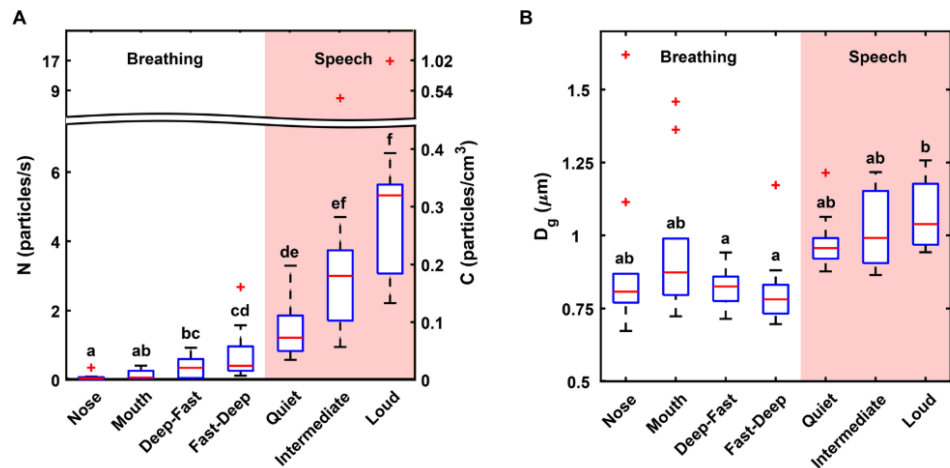 A
Breathing
Speech
N (particles/s)
17
9
6
4
2
0
a
ab
bc
cd
de
ef
f
1.02
0.54
0.4
0.3
0.2
0.1
0
C (particles/cm³)
Nose
Mouth
Deep-Fast
Fast-Deep
Quiet
Intermediate
Loud
B
Breathing
Speech
D_g (μm)
1.5
1.25
1
0.75
0.5
ab
ab
a
a
ab
ab
b
Nose
Mouth
Deep-Fast
Fast-Deep
Quiet
Intermediate
Loud